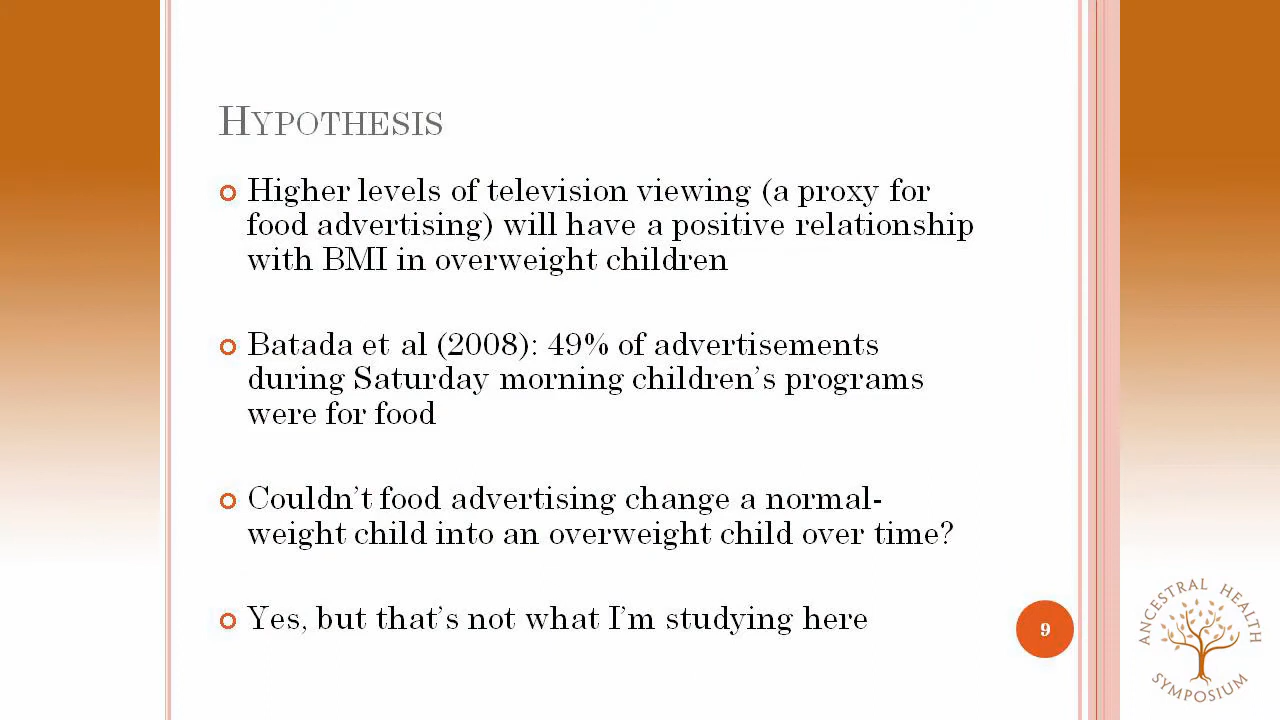 HYPOTHESIS
Higher levels of television viewing (a proxy for
food advertising) will have a positive relationship
with BMI in overweight children
Batada et al (2008): 49% of advertisements
during Saturday morning children's programs
were for food
Couldn't food advertising change a normal-
weight child into an overweight child over time?
Yes, but that's not what I'm studying here
9
ANCESTRAL HEALTH
SYMPOSIUM